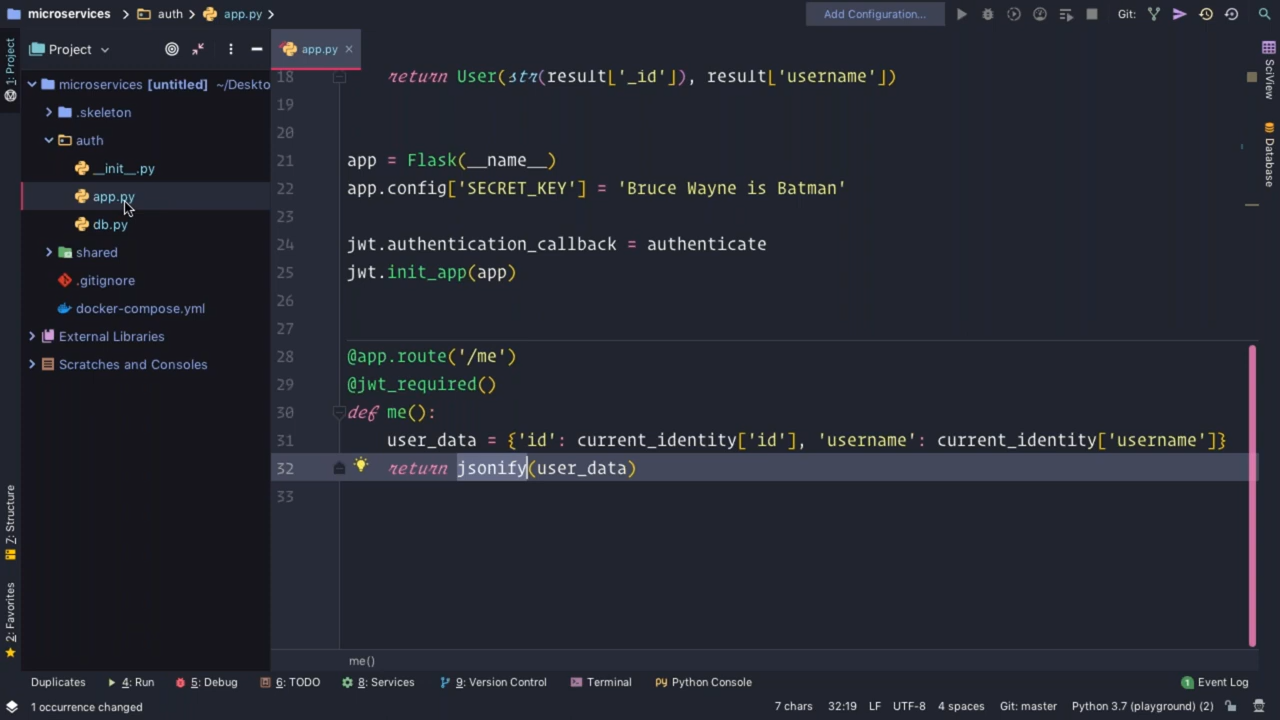 microservices > auth > app.py >
Add Configuration...
Git:
1: Project
Project
microservices [untitled] ~/Deskto
.skeleton
auth
__init__.py
app.py
db.py
shared
.gitignore
docker-compose.yml
External Libraries
Scratches and Consoles
Z: Structure
2: Favorites
app.py
18 return User(str(result['_id']), result['username'])
19
20
21 app = Flask(__name__)
22 app.config['SECRET_KEY'] = 'Bruce Wayne is Batman'
23
24 jwt.authentication_callback = authenticate
25 jwt.init_app(app)
26
27
28 @app.route('/me')
29 @jwt_required()
30 def me():
31 user_data = {'id': current_identity['id'], 'username': current_identity['username']}
32 return jsonify(user_data)
33
me()
SciView
Database
Duplicates 4: Run 5: Debug 6: TODO 8: Services 9: Version Control Terminal Python Console 1 Event Log
1 occurrence changed 7 chars 32:19 LF UTF-8 4 spaces Git: master Python 3.7 (playground) (2)